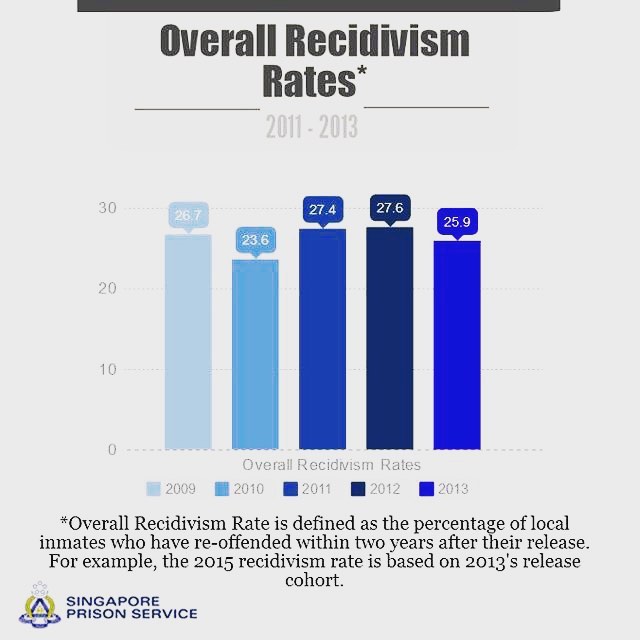 Overall Recidivism
Rates*
2011 - 2013
30
20
10
0
26.7
23.6
27.4
27.6
25.9
Overall Recidivism Rates
2009 2010 2011 2012 2013
*Overall Recidivism Rate is defined as the percentage of local
inmates who have re-offended within two years after their release.
For example, the 2015 recidivism rate is based on 2013's release
cohort.
SINGAPORE
PRISON SERVICE